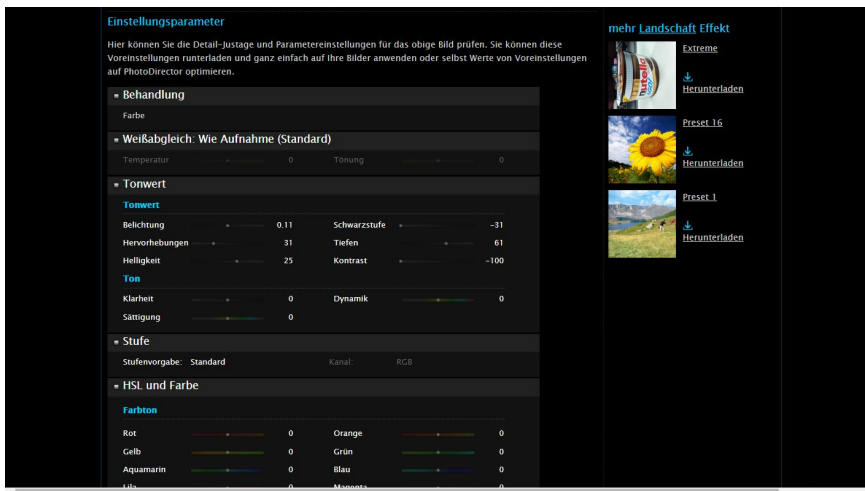 Einstellungsparameter
Hier können Sie die Detail-Justage und Parametereinstellungen für das obige Bild prüfen. Sie können diese
Voreinstellungen runterladen und ganz einfach auf Ihre Bilder anwenden oder selbst Werte von Voreinstellungen
auf PhotoDirector optimieren.
Behandlung
Farbe
Weißabgleich: Wie Aufnahme (Standard)
Temperatur 0 Tönung 0
Tonwert
Tonwert
Belichtung 0.11 Schwarzstufe -31
Hervorhebungen 31 Tiefen 61
Helligkeit 25 Kontrast -100
Ton
Klarheit 0 Dynamik 0
Sättigung 0
Stufe
Stufenvorgabe: Standard Kanal: RGB
HSL und Farbe
Farbton
Rot 0 Orange 0
Gelb 0 Grün 0
Aquamarin 0 Blau 0
Lila 0 Magenta 0
mehr Landschaft Effekt
nutella
Extreme
Herunterladen
Preset 16
Herunterladen
Preset 1
Herunterladen